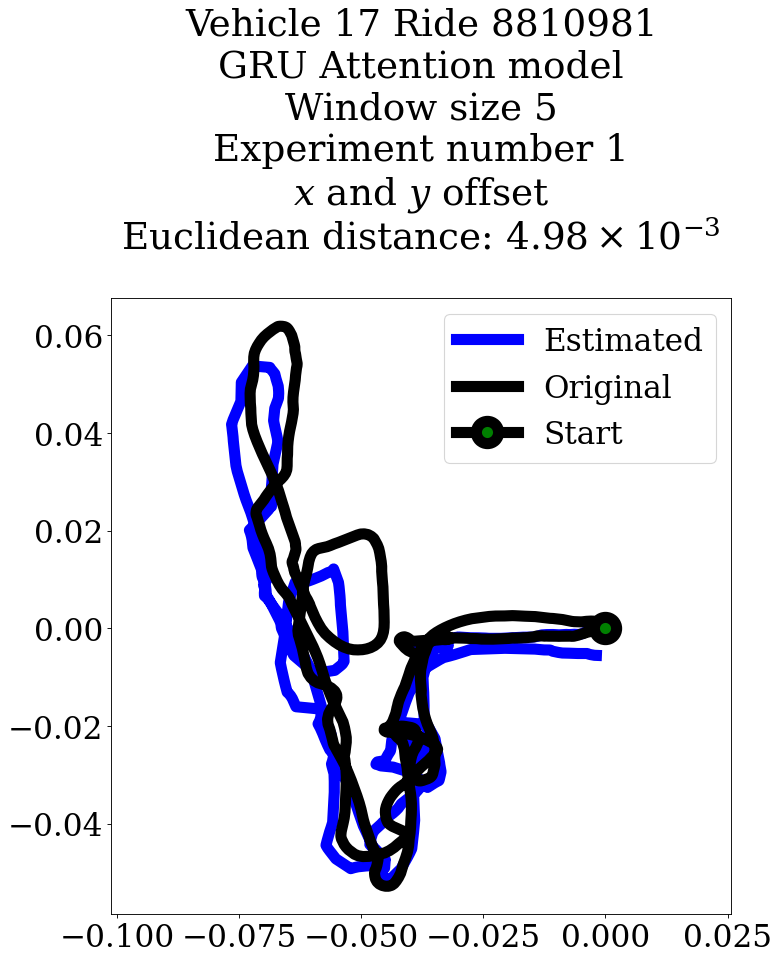 Vehicle 17 Ride 8810981
GRU Attention model
Window size 5
Experiment number 1
x and y offset
Euclidean distance: 4.98 × 10⁻³
Estimated
Original
Start
0.06
0.04
0.02
0.00
−0.02
−0.04
−0.100 −0.075 −0.050 −0.025 0.000 0.025